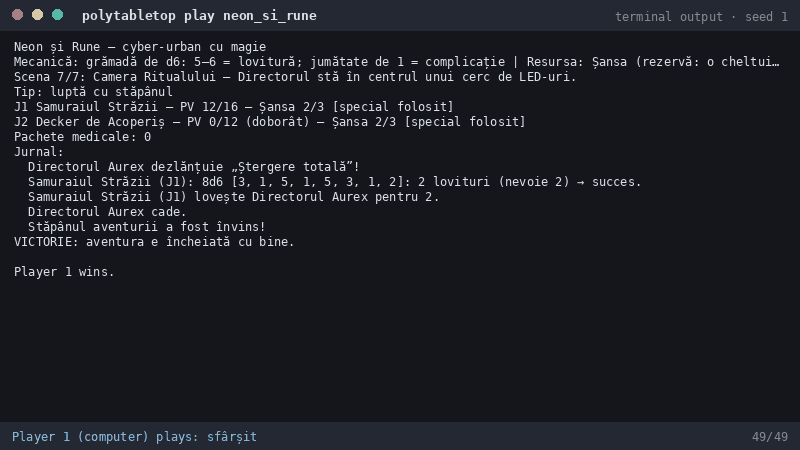 polytabletop play neon_si_rune
terminal output · seed 1
Neon și Rune — cyber-urban cu magie
Mecanică: grămadă de d6: 5–6 = lovitură; jumătate de 1 = complicație | Resursa: Șansa (rezervă: o cheltui…
Scena 7/7: Camera Ritualului — Directorul stă în centrul unui cerc de LED-uri.
Tip: luptă cu stăpânul
J1 Samuraiul Străzii — PV 12/16 — Șansa 2/3 [special folosit]
J2 Decker de Acoperiș — PV 0/12 (doborât) — Șansa 2/3 [special folosit]
Pachete medicale: 0
Jurnal:
Directorul Aurex dezlănțuie „Ștergere totală”!
Samuraiul Străzii (J1): 8d6 [3, 1, 5, 1, 5, 3, 1, 2]: 2 lovituri (nevoie 2) → succes.
Samuraiul Străzii (J1) lovește Directorul Aurex pentru 2.
Directorul Aurex cade.
Stăpânul aventurii a fost învins!
VICTORIE: aventura e încheiată cu bine.
Player 1 wins.
Player 1 (computer) plays: sfârșit
49/49